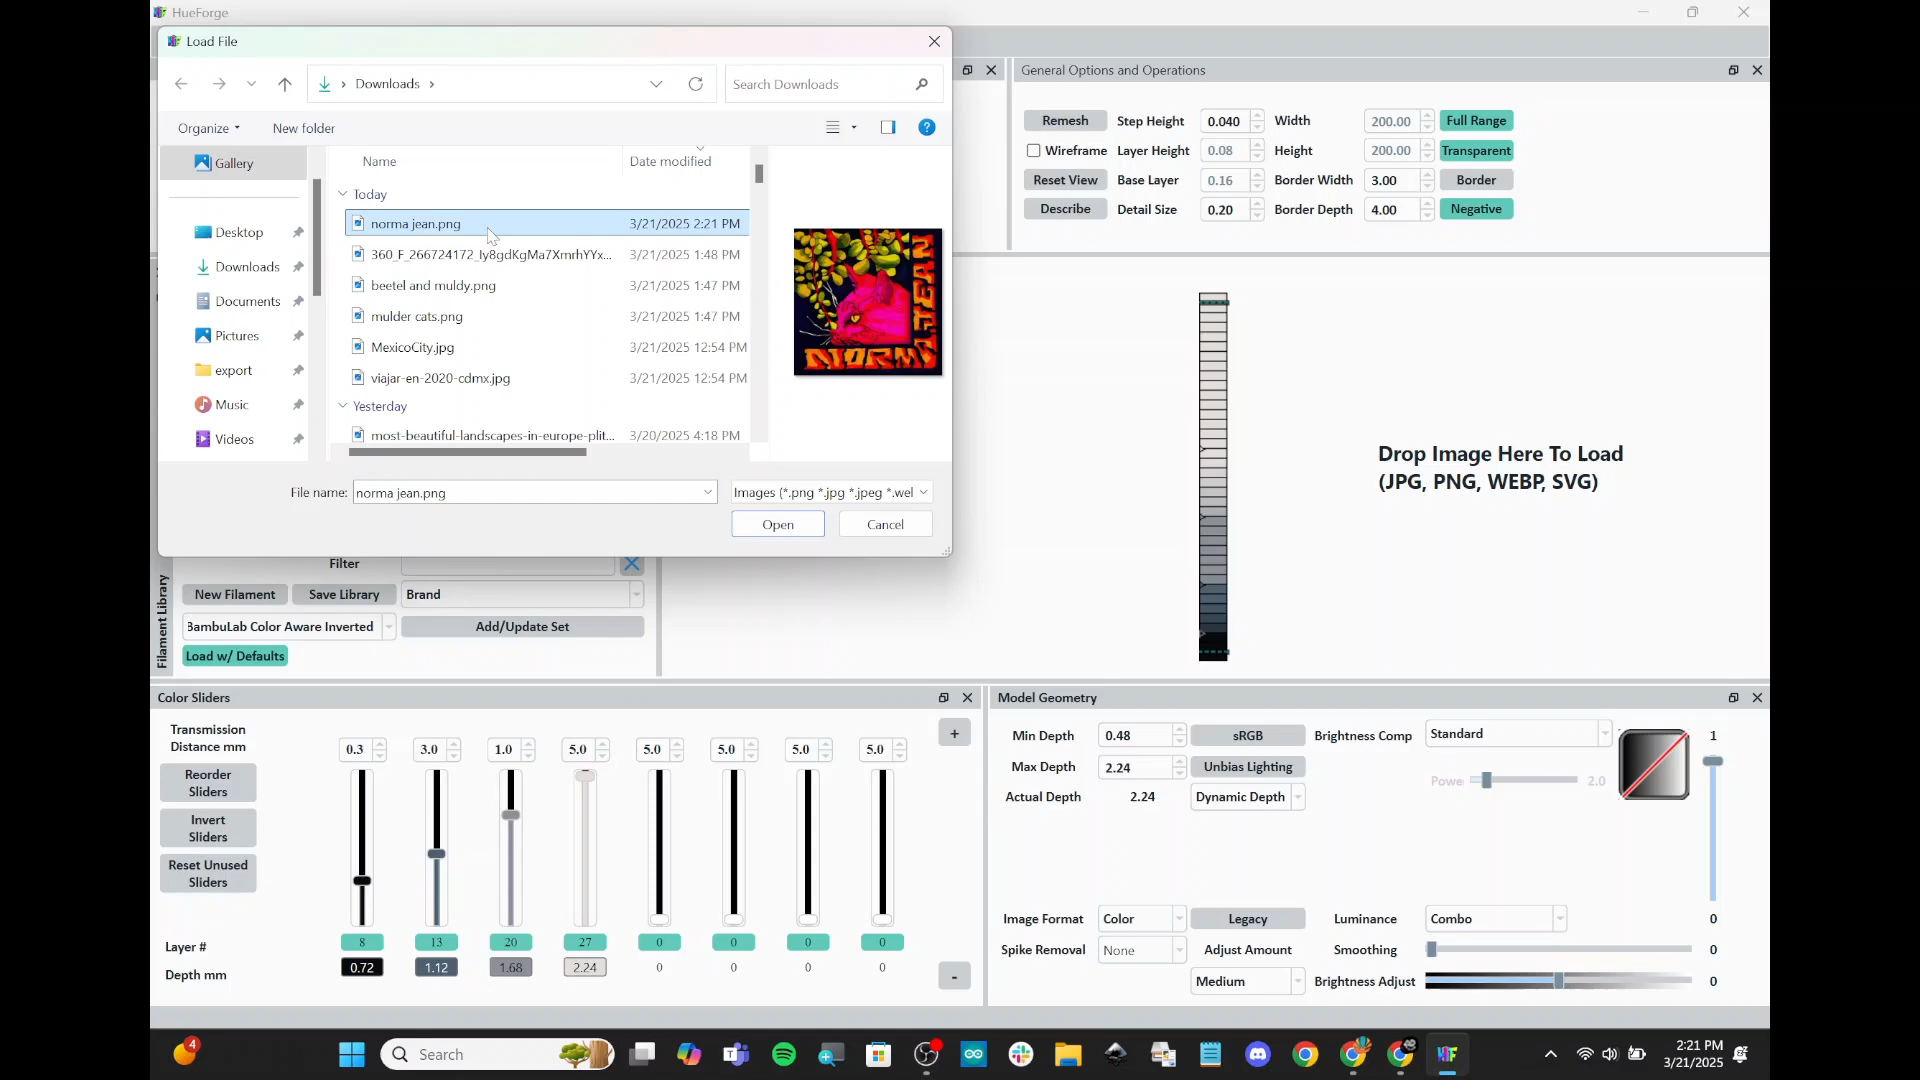 HueForge
Load File
Downloads
Search Downloads
Organize
New folder
Gallery
Desktop
Downloads
Documents
Pictures
export
Music
Videos
Name
Date modified
Today
norma jean.png 3/21/2025 2:21 PM
360_F_266724172_Iy8gdKgMa7XmrhYYx... 3/21/2025 1:48 PM
beetel and muldy.png 3/21/2025 1:47 PM
mulder cats.png 3/21/2025 1:47 PM
MexicoCity.jpg 3/21/2025 12:54 PM
viajar-en-2020-cdmx.jpg 3/21/2025 12:54 PM
Yesterday
most-beautiful-landscapes-in-europe-plit... 3/20/2025 4:18 PM
NORMA JEAN
File name: norma jean.png
Images (*.png *.jpg *.jpeg *.wel
Open
Cancel
General Options and Operations
Remesh Step Height 0.040 Width 200.00 Full Range
Wireframe Layer Height 0.08 Height 200.00 Transparent
Reset View Base Layer 0.16 Border Width 3.00 Border
Describe Detail Size 0.20 Border Depth 4.00 Negative
Drop Image Here To Load
(JPG, PNG, WEBP, SVG)
Filter
New Filament Save Library Brand
BambuLab Color Aware Inverted Add/Update Set
Load w/ Defaults
Filament Library
Color Sliders
Transmission
Distance mm
0.3 3.0 1.0 5.0 5.0 5.0 5.0 5.0
+
Reorder
Sliders
Invert
Sliders
Reset Unused
Sliders
Layer # 8 13 20 27 0 0 0 0
Depth mm 0.72 1.12 1.68 2.24 0 0 0 0
-
Model Geometry
Min Depth 0.48 sRGB Brightness Comp Standard 1
Max Depth 2.24 Unbias Lighting Powe 2.0
Actual Depth 2.24 Dynamic Depth
Image Format Color Legacy Luminance Combo 0
Spike Removal None Adjust Amount Smoothing 0
Medium Brightness Adjust 0
4
Search
2:21 PM
3/21/2025